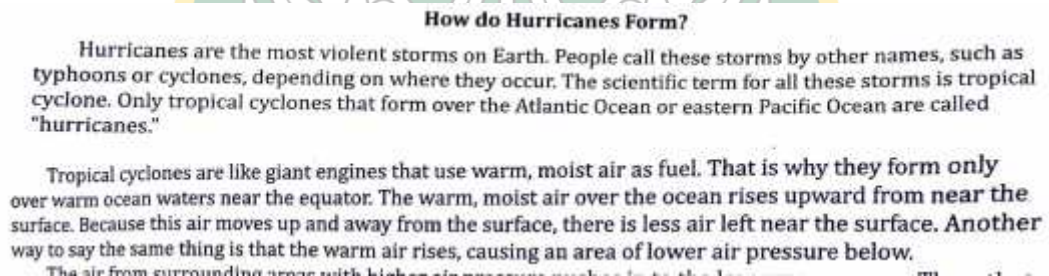 How do Hurricanes Form?
Hurricanes are the most violent storms on Earth. People call these storms by other names, such as
typhoons or cyclones, depending on where they occur. The scientific term for all these storms is tropical
cyclone. Only tropical cyclones that form over the Atlantic Ocean or eastern Pacific Ocean are called
"hurricanes."
Tropical cyclones are like giant engines that use warm, moist air as fuel. That is why they form only
over warm ocean waters near the equator. The warm, moist air over the ocean rises upward from near the
surface. Because this air moves up and away from the surface, there is less air left near the surface. Another
way to say the same thing is that the warm air rises, causing an area of lower air pressure below.
The air from surrounding areas with higher air pressure pushes in to the